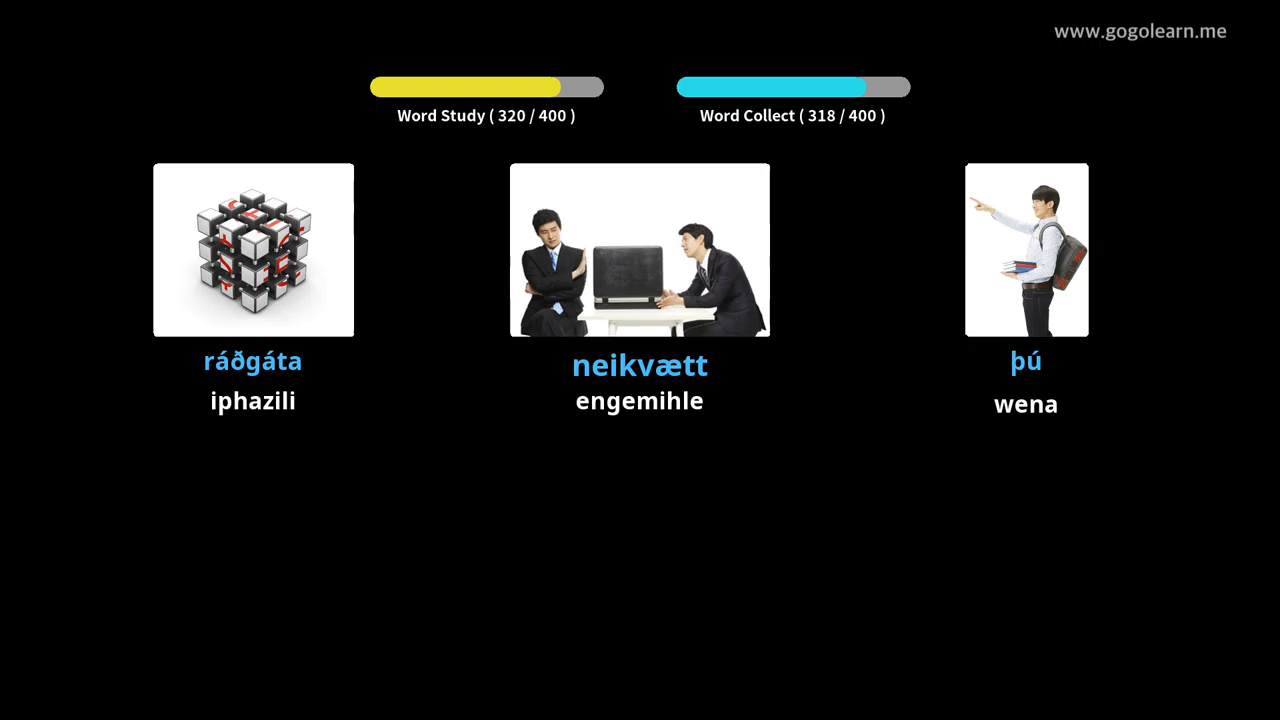 www.gogolearn.me
Word Study ( 320 / 400 )
Word Collect ( 318 / 400 )
ráðgáta
neikvætt
þú
iphazili
engemihle
wena